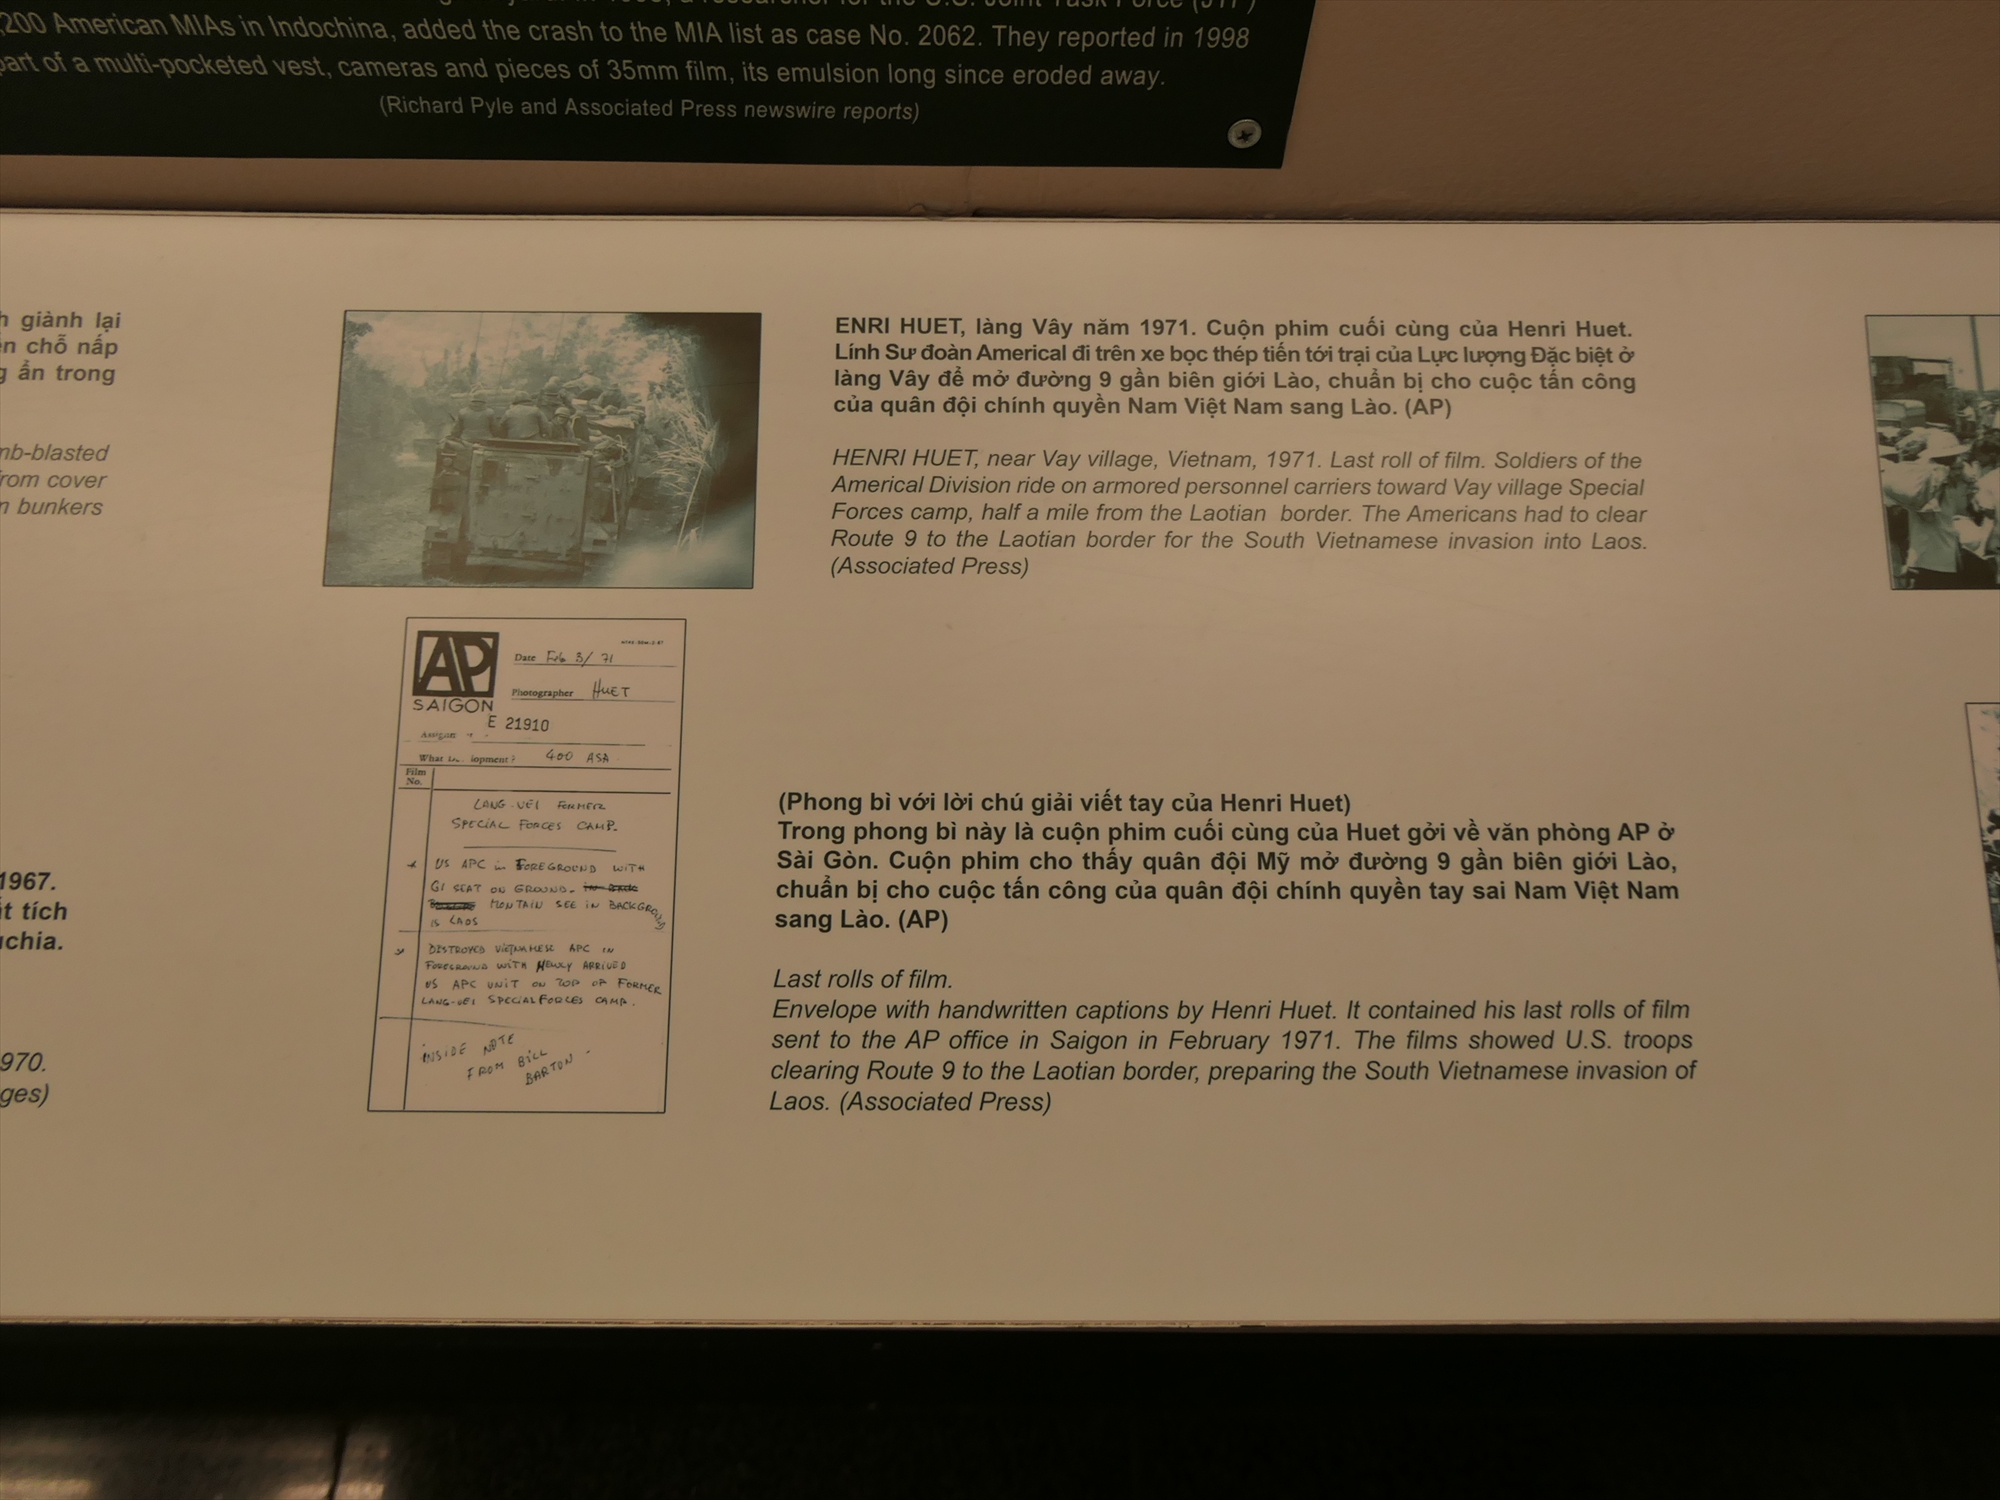 200 American MIAs in Indochina, added the crash to the MIA list as case No. 2062. They reported in 1998
part of a multi-pocketed vest, cameras and pieces of 35mm film, its emulsion long since eroded away.
(Richard Pyle and Associated Press newswire reports)
giành lại
chỗ nấp
ẩn trong
mb-blasted
from cover
bunkers
1967.
tích
uchia.
970.
ges)
ENRI HUET, làng Vây năm 1971. Cuộn phim cuối cùng của Henri Huet.
Lính Sư đoàn Americal đi trên xe bọc thép tiến tới trại của Lực lượng Đặc biệt ở
làng Vây để mở đường 9 gần biên giới Lào, chuẩn bị cho cuộc tấn công
của quân đội chính quyền Nam Việt Nam sang Lào. (AP)
HENRI HUET, near Vay village, Vietnam, 1971. Last roll of film. Soldiers of the
Americal Division ride on armored personnel carriers toward Vay village Special
Forces camp, half a mile from the Laotian border. The Americans had to clear
Route 9 to the Laotian border for the South Vietnamese invasion into Laos.
(Associated Press)
AP
SAIGON
Date Feb 3/71
Photographer HUET
E 21910
What lopment? 400 ASA
Film
No.
LANG-VEI FORMER
SPECIAL FORCES CAMP.
US APC in FOREGROUND WITH
GI SEAT ON GROUND.
MONTAIN SEE IN BACKGROUND
is LAOS
DESTROYED VIETNAMESE APC IN
FOREGROUND WITH NEWLY ARRIVED
US APC UNIT ON TOP OF FORMER
LANG-VEI SPECIAL FORCES CAMP.
INSIDE NOTE
FROM BILL
BARTON
(Phong bì với lời chú giải viết tay của Henri Huet)
Trong phong bì này là cuộn phim cuối cùng của Huet gởi về văn phòng AP ở
Sài Gòn. Cuộn phim cho thấy quân đội Mỹ mở đường 9 gần biên giới Lào,
chuẩn bị cho cuộc tấn công của quân đội chính quyền tay sai Nam Việt Nam
sang Lào. (AP)
Last rolls of film.
Envelope with handwritten captions by Henri Huet. It contained his last rolls of film
sent to the AP office in Saigon in February 1971. The films showed U.S. troops
clearing Route 9 to the Laotian border, preparing the South Vietnamese invasion of
Laos. (Associated Press)